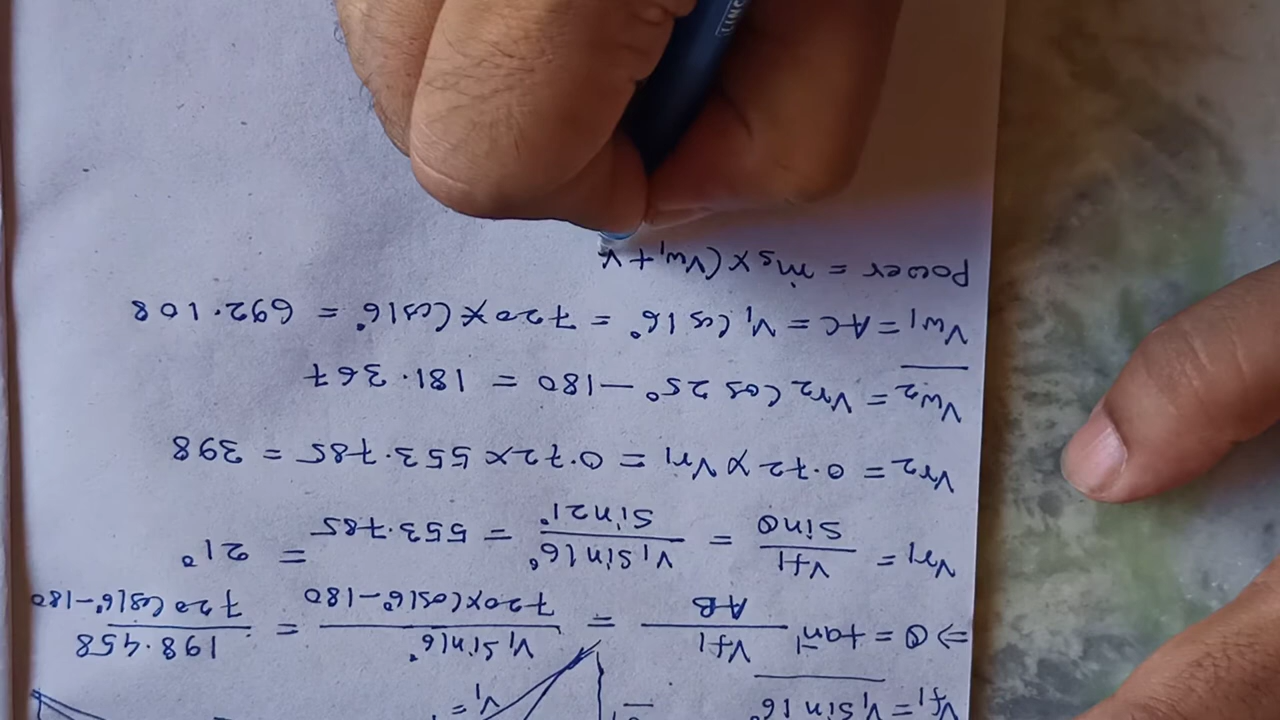 V₁ =
Vf₁ = V₁ sin 16
⇒ θ = tan⁻¹ Vf1 / AB = V₁ sin 16° / 720 x Cos16° - 180 = 198.458 / 720 Cos16° - 180
= 21°
Vr₁ = Vf1 / Sin θ = V₁ Sin 16° / Sin 21° = 553.785
Vr₂ = 0.72 x Vr₁ = 0.72 x 553.785 = 398
Vw₂ = Vr₂ Cos 25° - 180 = 181.367
Vw1 = AC = V₁ Cos 16° = 720 x Cos16° = 692.108
Power = ṁs x (Vw₁ + V